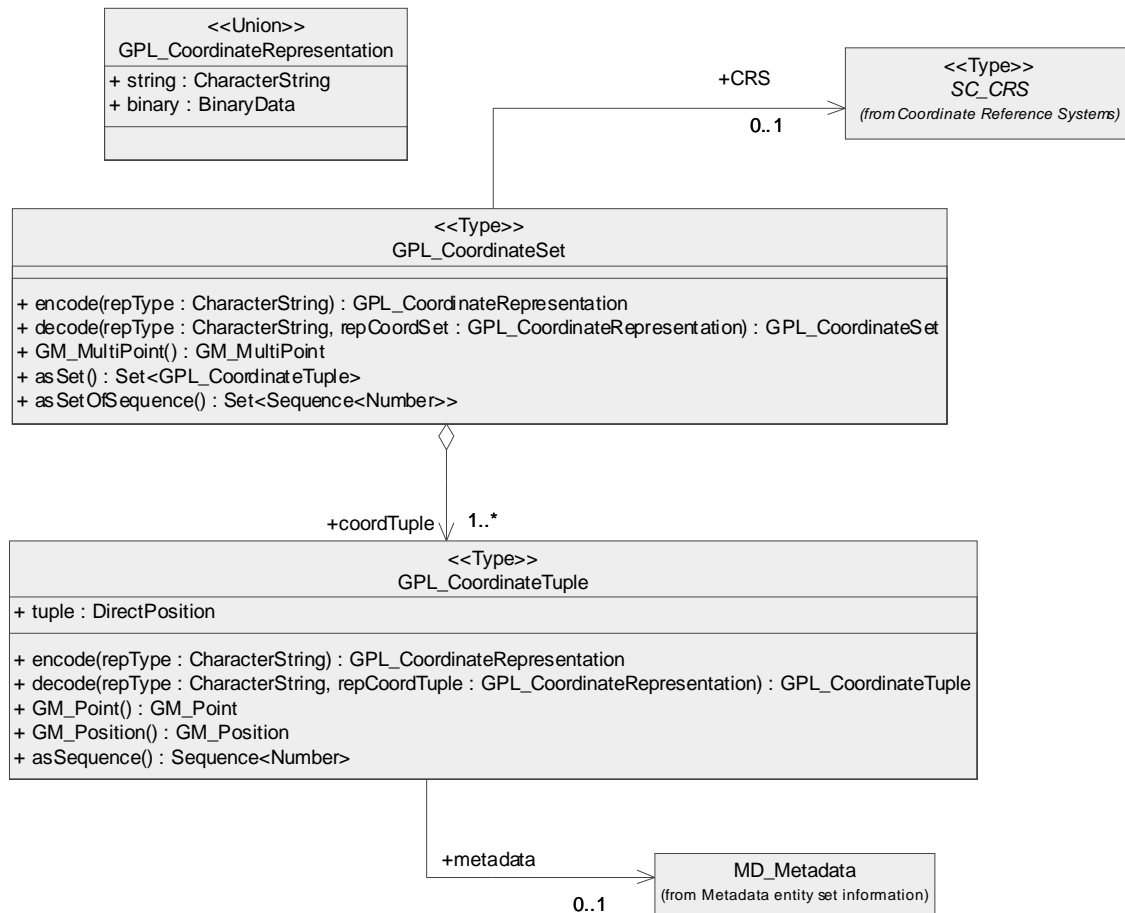 <<Union>>
GPL_CoordinateRepresentation
+ string : CharacterString
+ binary : BinaryData
+CRS
0..1
<<Type>>
SC_CRS
(from Coordinate Reference Systems)
<<Type>>
GPL_CoordinateSet
+ encode(repType : CharacterString) : GPL_CoordinateRepresentation
+ decode(repType : CharacterString, repCoordSet : GPL_CoordinateRepresentation) : GPL_CoordinateSet
+ GM_MultiPoint() : GM_MultiPoint
+ asSet() : Set<GPL_CoordinateTuple>
+ asSetOfSequence() : Set<Sequence<Number>>
+coordTuple
1..*
<<Type>>
GPL_CoordinateTuple
+ tuple : DirectPosition
+ encode(repType : CharacterString) : GPL_CoordinateRepresentation
+ decode(repType : CharacterString, repCoordTuple : GPL_CoordinateRepresentation) : GPL_CoordinateTuple
+ GM_Point() : GM_Point
+ GM_Position() : GM_Position
+ asSequence() : Sequence<Number>
+metadata
0..1
MD_Metadata
(from Metadata entity set information)